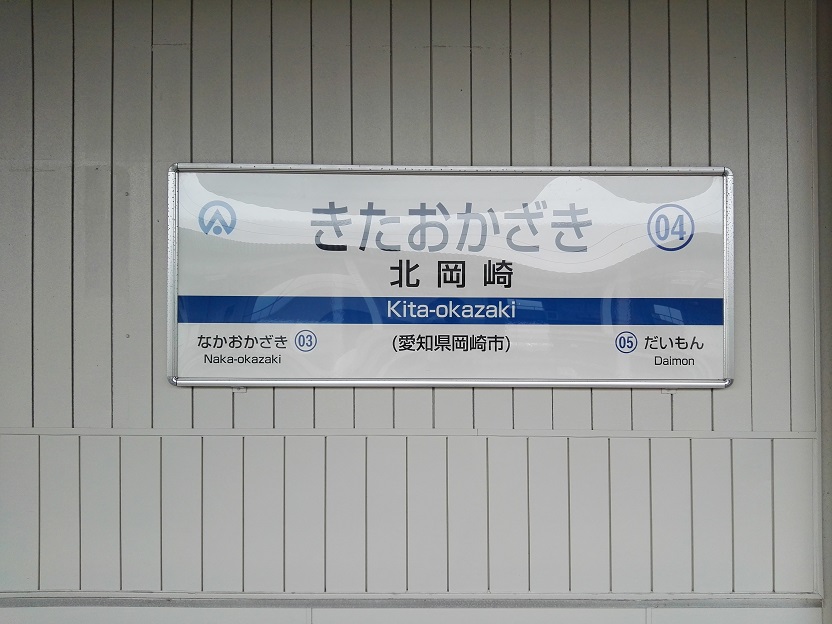 きたおかざき 04
北岡崎
Kita-okazaki
なかおかざき 03 (愛知県岡崎市) 05 だいもん
Naka-okazaki Daimon